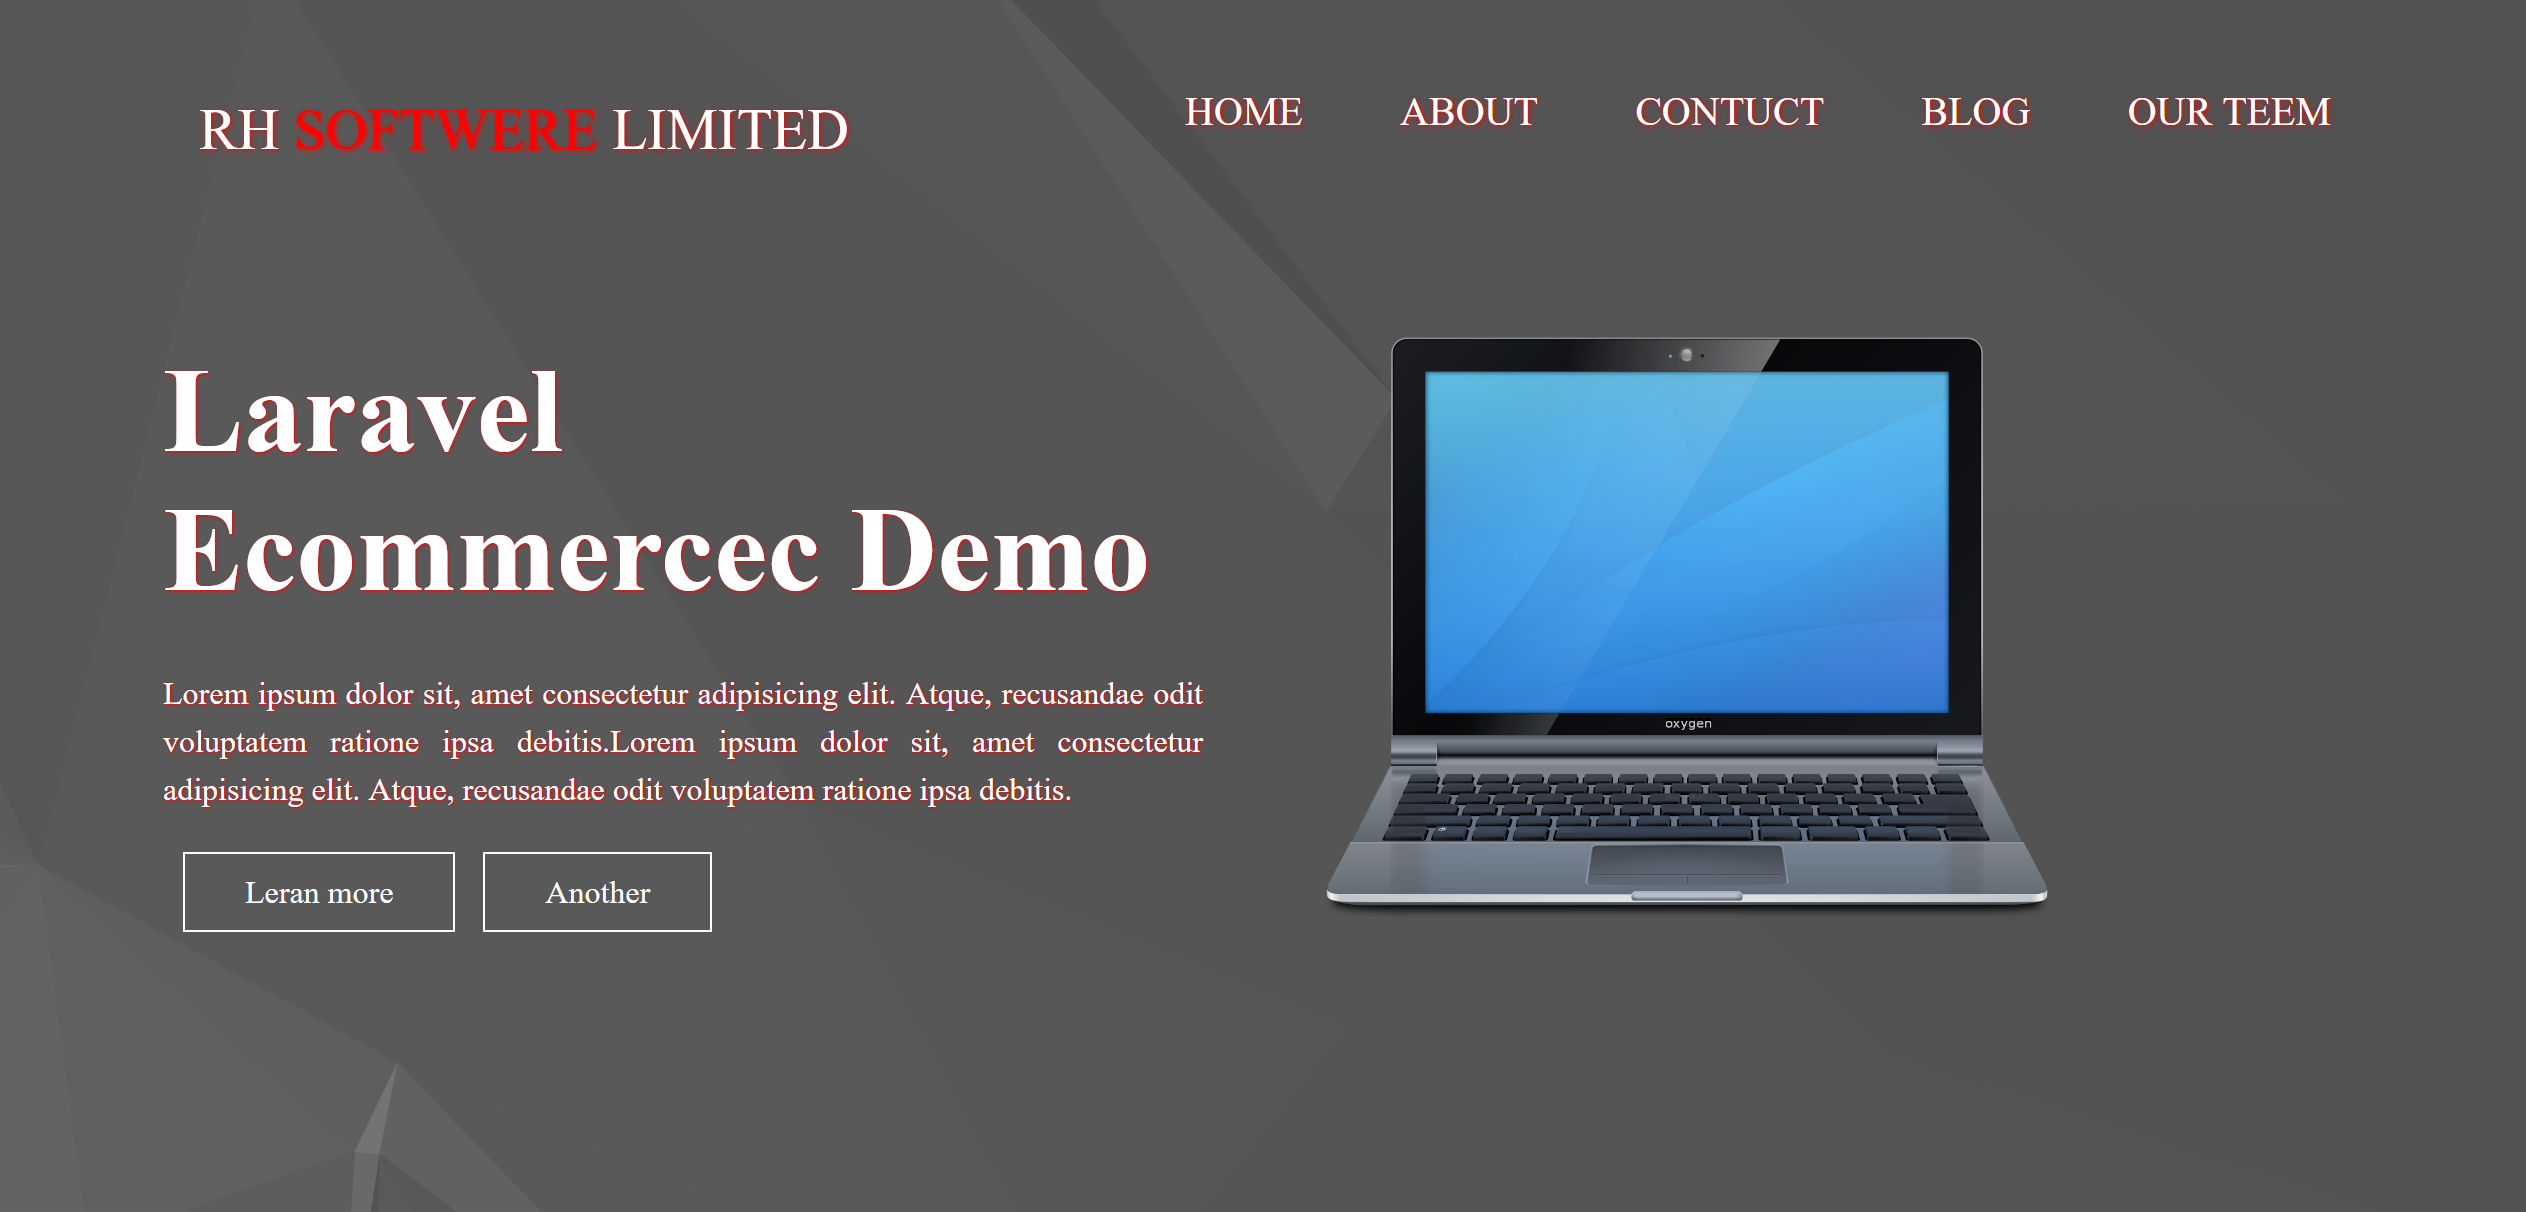 RH SOFTWERE LIMITED
HOME ABOUT CONTUCT BLOG OUR TEEM
Laravel
Ecommercec Demo
Lorem ipsum dolor sit, amet consectetur adipisicing elit. Atque, recusandae odit
voluptatem ratione ipsa debitis.Lorem ipsum dolor sit, amet consectetur
adipisicing elit. Atque, recusandae odit voluptatem ratione ipsa debitis.
Leran more
Another
oxygen